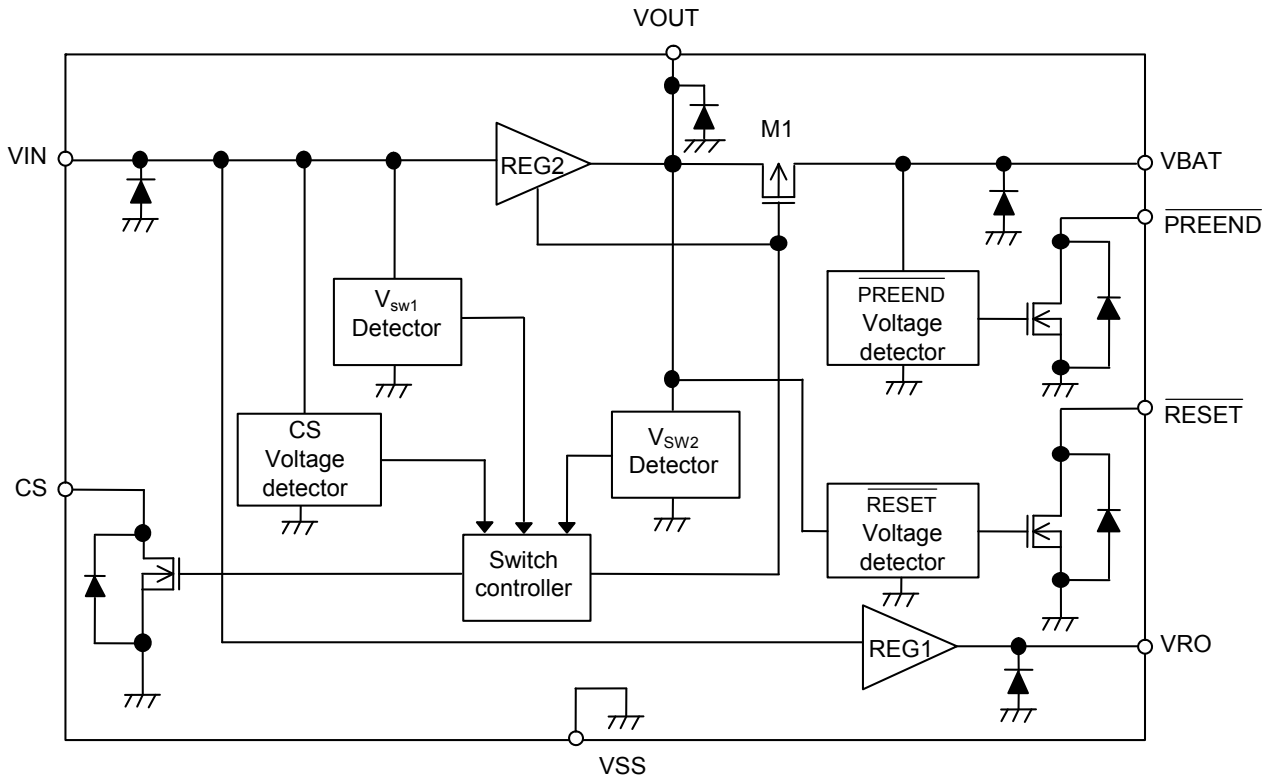 VOUT
M1
VIN
REG2
VBAT
PREEND
Vsw1
Detector
PREEND
Voltage
detector
RESET
CS
Voltage
detector
VSW2
Detector
CS
RESET
Voltage
detector
Switch
controller
REG1
VRO
VSS